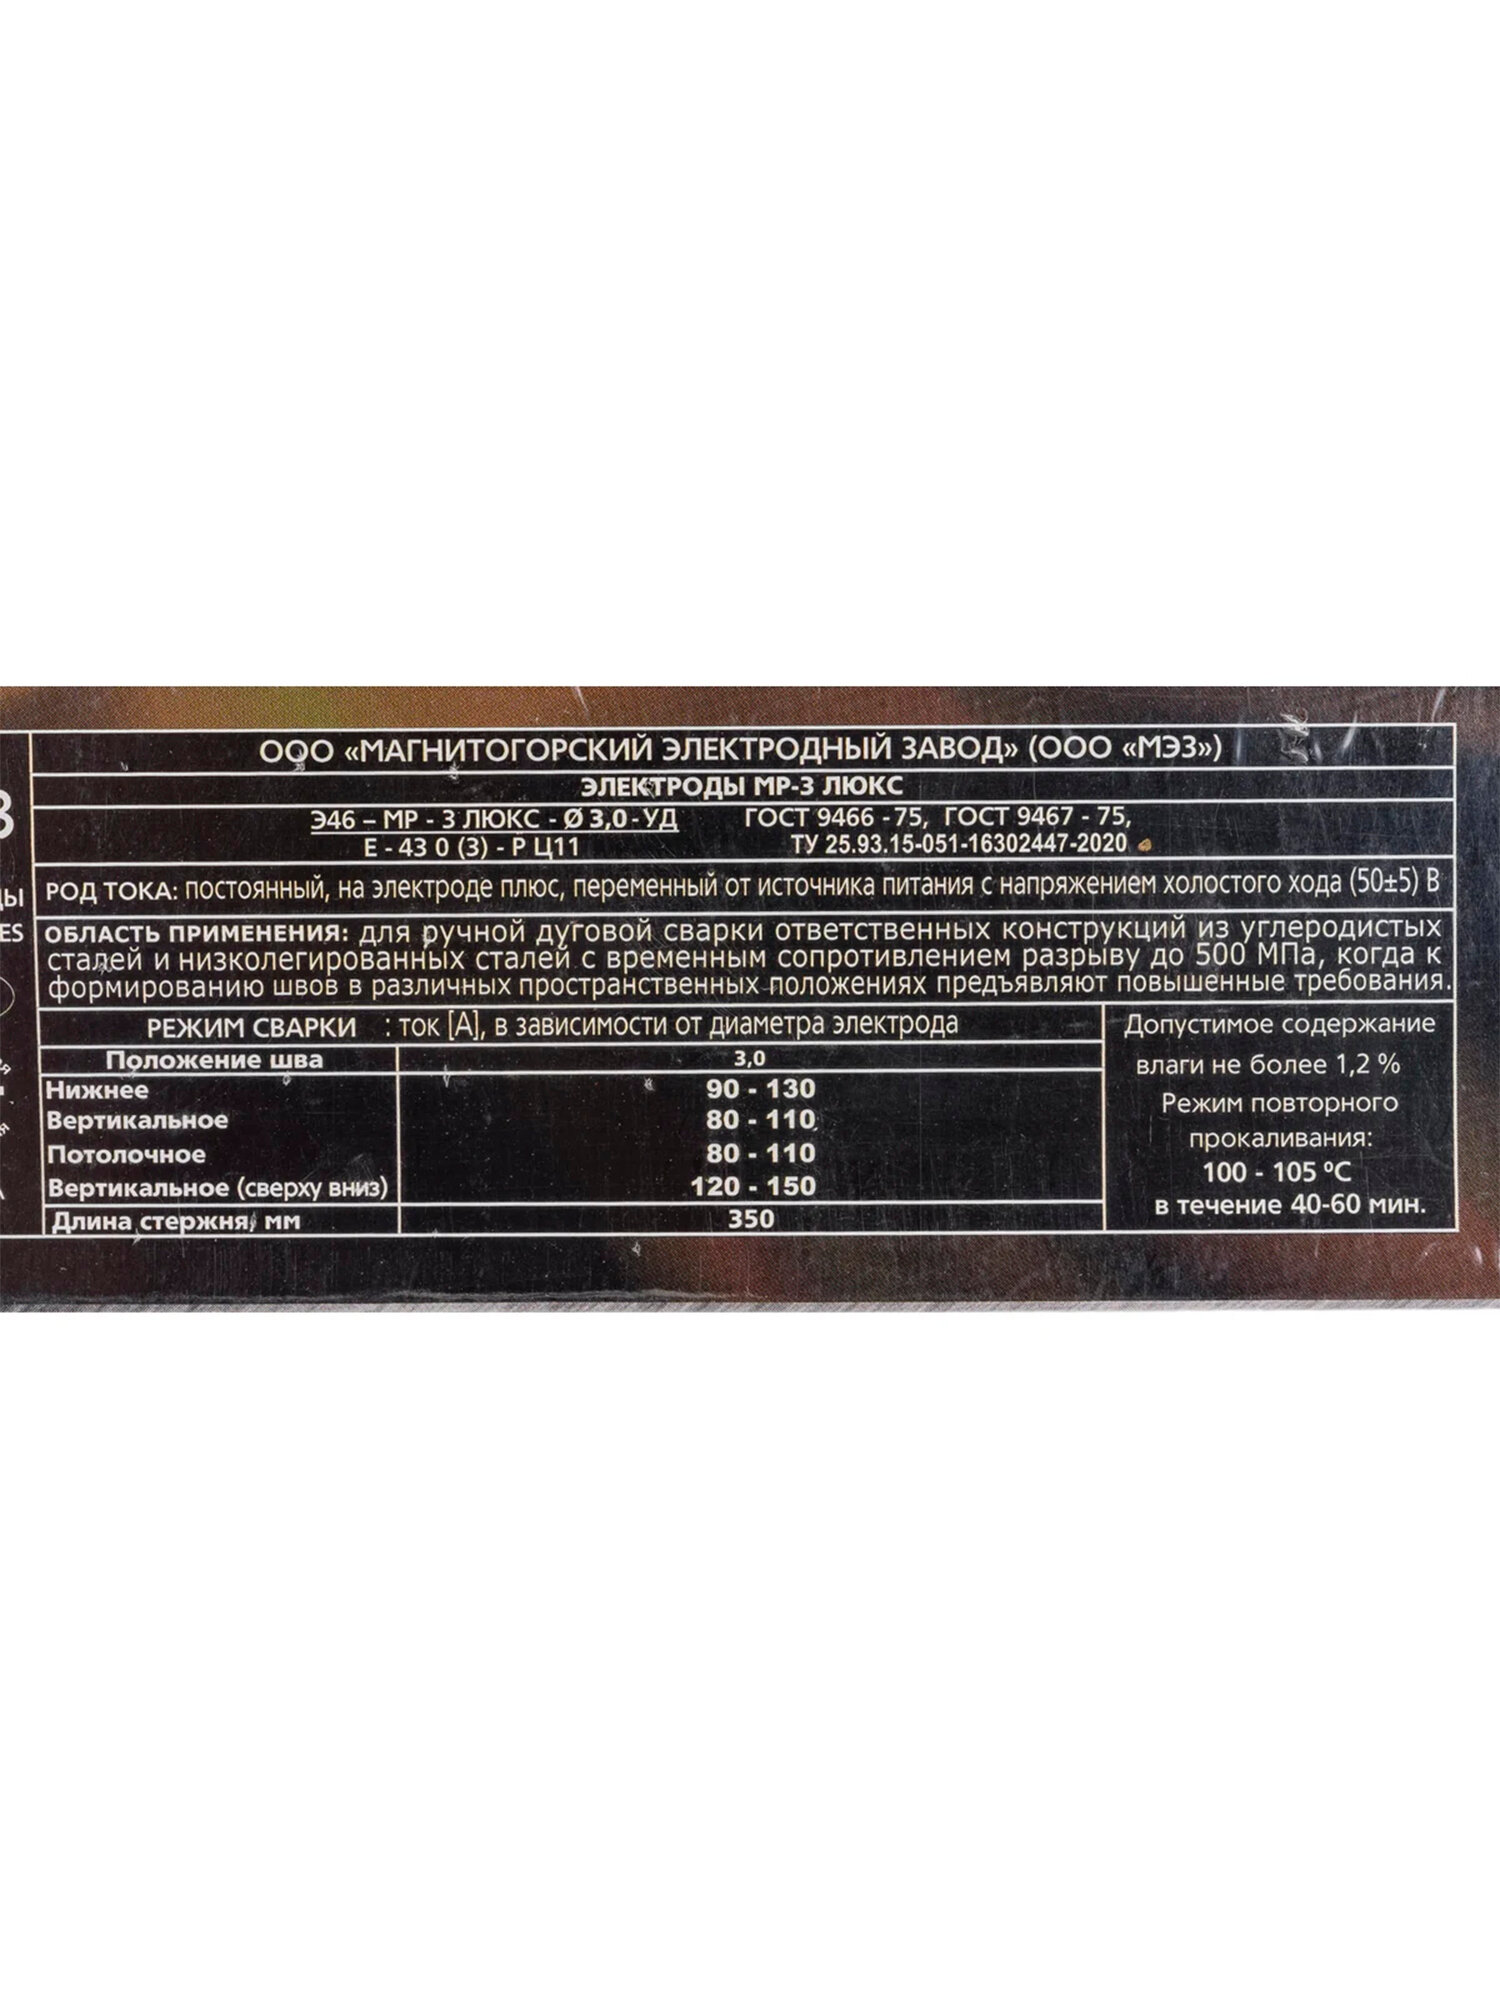 ООО «МАГНИТОГОРСКИЙ ЭЛЕКТРОДНЫЙ ЗАВОД» (ООО «МЭЗ»)
ЭЛЕКТРОДЫ МР-3 ЛЮКС
Э46 – МР - 3 ЛЮКС - Ø 3,0 - УД
Е - 43 0 (3) - Р Ц11
ГОСТ 9466 - 75, ГОСТ 9467 - 75,
ТУ 25.93.15-051-16302447-2020
РОД ТОКА: постоянный, на электроде плюс, переменный от источника питания с напряжением холостого хода (50±5) В
ОБЛАСТЬ ПРИМЕНЕНИЯ: для ручной дуговой сварки ответственных конструкций из углеродистых
сталей и низколегированных сталей с временным сопротивлением разрыву до 500 МПа, когда к
формированию швов в различных пространственных положениях предъявляют повышенные требования.
РЕЖИМ СВАРКИ : ток [А], в зависимости от диаметра электрода
Положение шва 3,0
Нижнее 90 - 130
Вертикальное 80 - 110
Потолочное 80 - 110
Вертикальное (сверху вниз) 120 - 150
Длина стержня, мм 350
Допустимое содержание
влаги не более 1,2 %
Режим повторного
прокаливания:
100 - 105 ºС
в течение 40-60 мин.